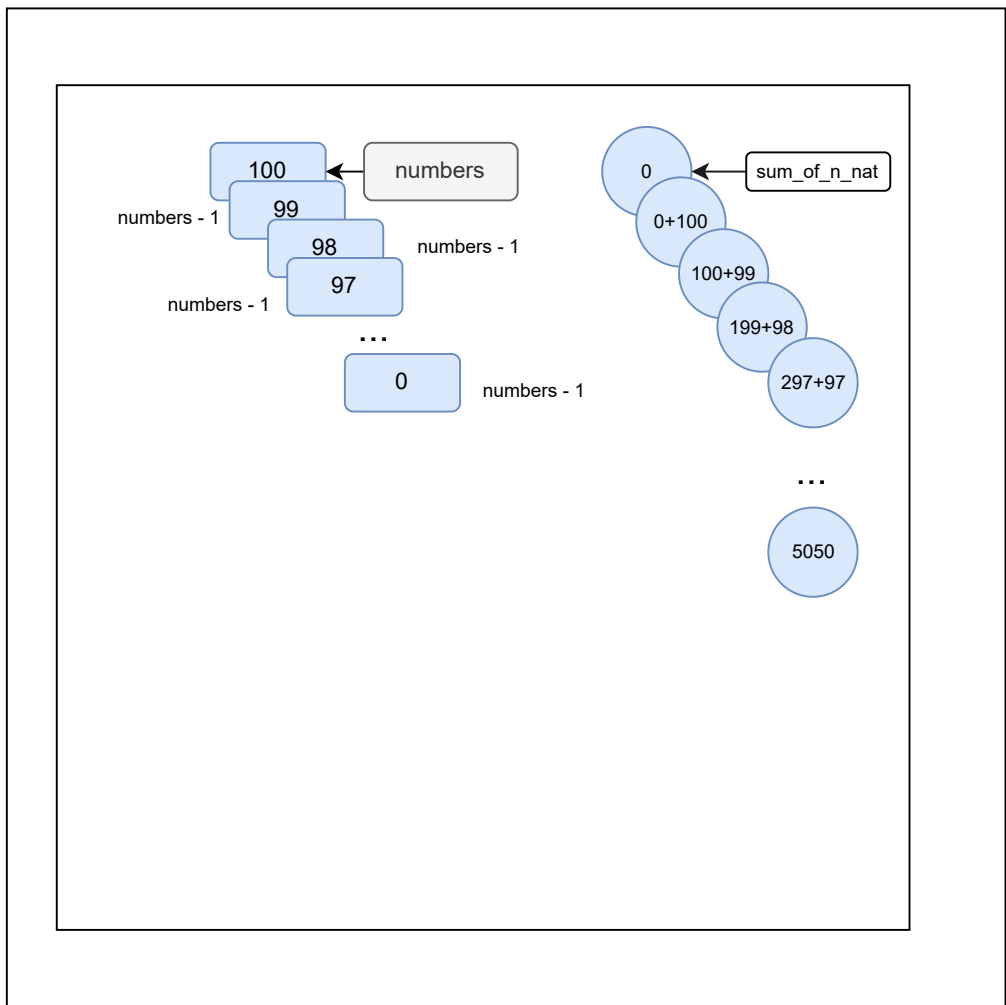 100
numbers
99
numbers - 1
98
numbers - 1
97
numbers - 1
...
0
numbers - 1
0
sum_of_n_nat
0+100
100+99
199+98
297+97
...
5050